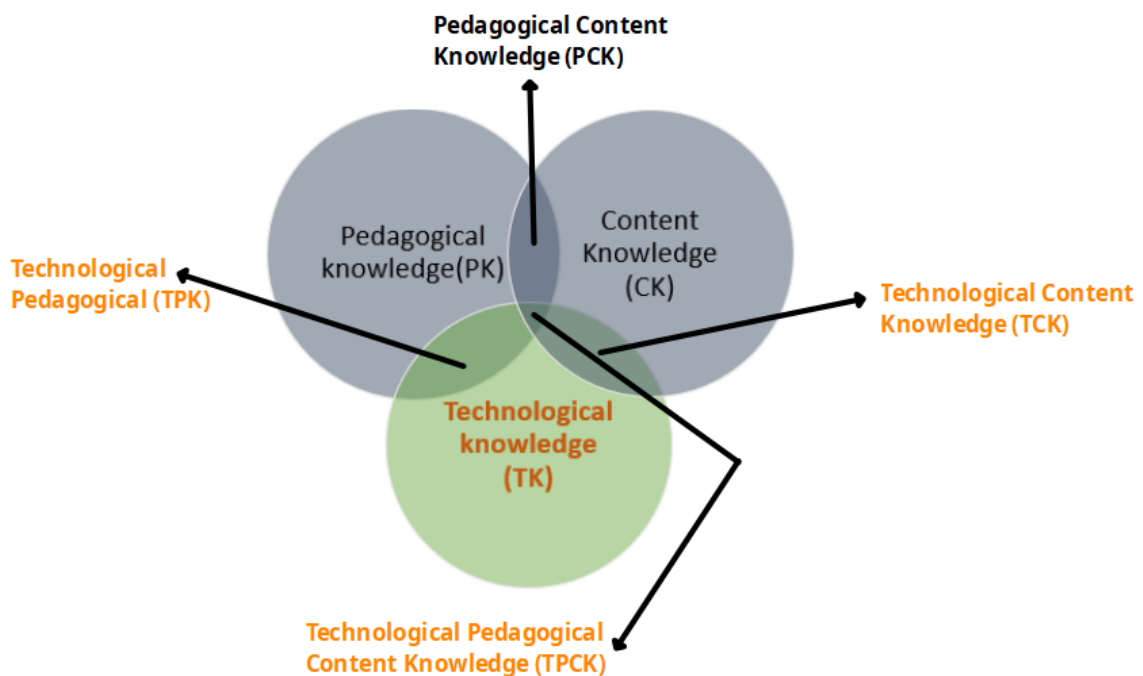 Pedagogical Content
Knowledge (PCK)
Pedagogical
knowledge(PK)
Content
Knowledge
(CK)
Technological
Pedagogical (TPK)
Technological Content
Knowledge (TCK)
Technological
knowledge
(TK)
Technological Pedagogical
Content Knowledge (TPCK)